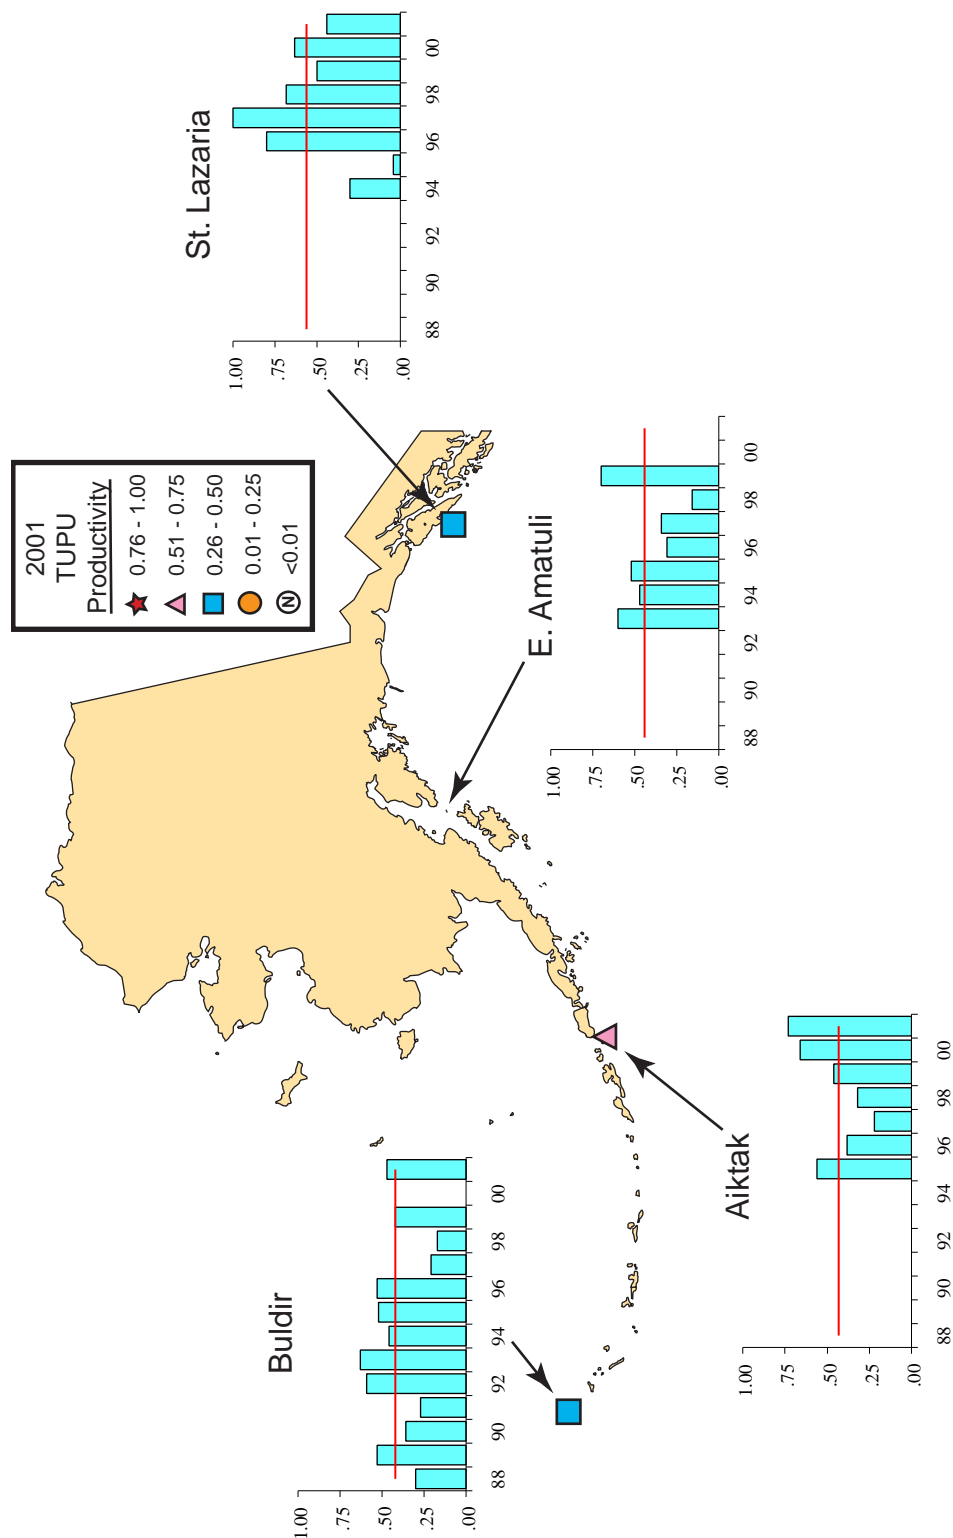 2001
TUPU
Productivity
0.76 - 1.00
0.51 - 0.75
0.26 - 0.50
0.01 - 0.25
N <0.01
Buldir
1.00
.75
.50
.25
.00
88 90 92 94 96 98 00
Aiktak
1.00
.75
.50
.25
.00
88 90 92 94 96 98 00
E. Amatuli
1.00
.75
.50
.25
.00
88 90 92 94 96 98 00
St. Lazaria
1.00
.75
.50
.25
.00
88 90 92 94 96 98 00